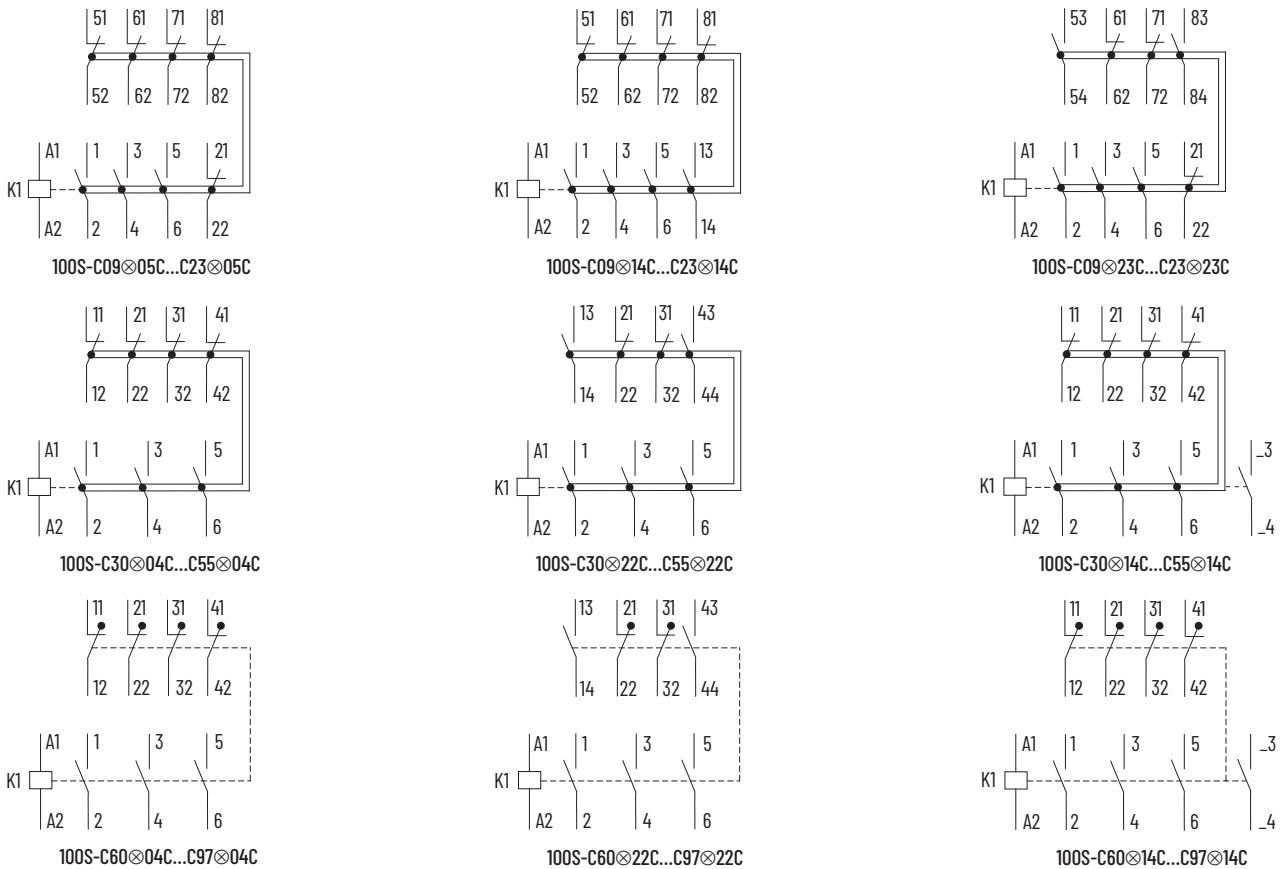 51 61 71 81
52 62 72 82
A1 1 3 5 21
K1
A2 2 4 6 22
100S-C09⊗05C...C23⊗05C
51 61 71 81
52 62 72 82
A1 1 3 5 13
K1
A2 2 4 6 14
100S-C09⊗14C...C23⊗14C
53 61 71 83
54 62 72 84
A1 1 3 5 21
K1
A2 2 4 6 22
100S-C09⊗23C...C23⊗23C
11 21 31 41
12 22 32 42
A1 1 3 5
K1
A2 2 4 6
100S-C30⊗04C...C55⊗04C
13 21 31 43
14 22 32 44
A1 1 3 5
K1
A2 2 4 6
100S-C30⊗22C...C55⊗22C
11 21 31 41
12 22 32 42
A1 1 3 5 _3
K1
A2 2 4 6 _4
100S-C30⊗14C...C55⊗14C
11 21 31 41
12 22 32 42
A1 1 3 5
K1
A2 2 4 6
100S-C60⊗04C...C97⊗04C
13 21 31 43
14 22 32 44
A1 1 3 5
K1
A2 2 4 6
100S-C60⊗22C...C97⊗22C
11 21 31 41
12 22 32 42
A1 1 3 5 _3
K1
A2 2 4 6 _4
100S-C60⊗14C...C97⊗14C